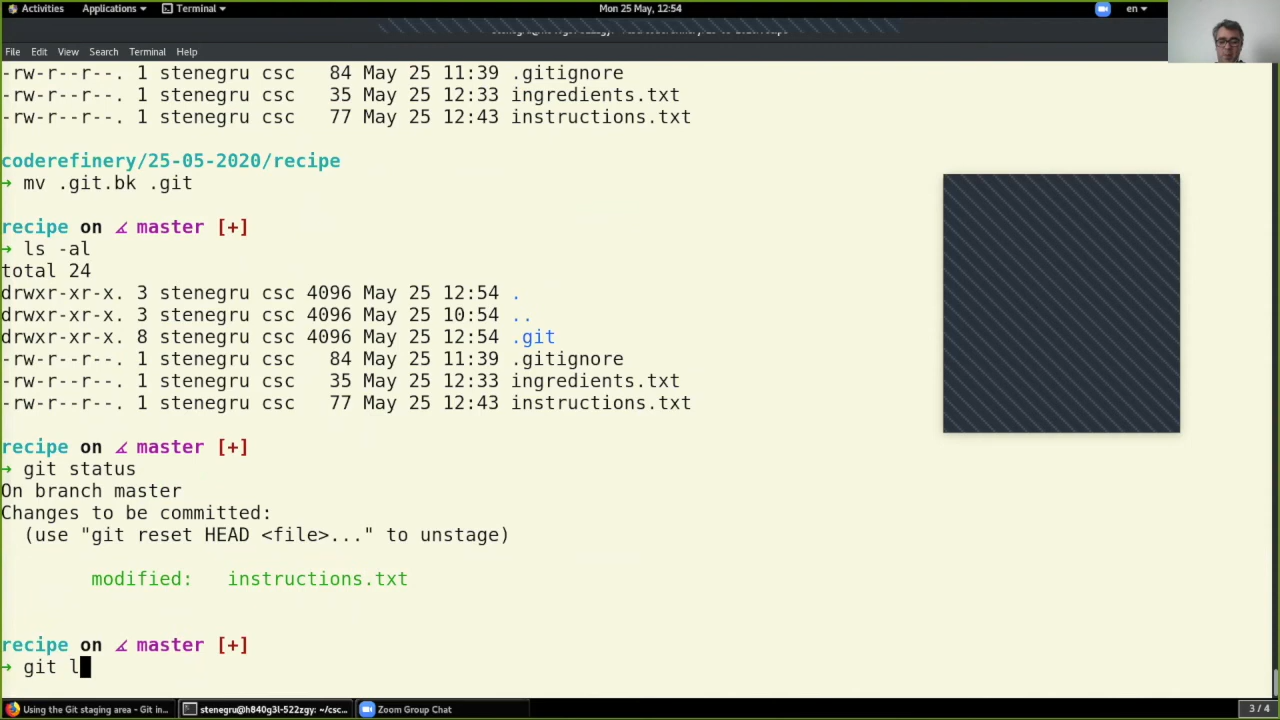 Activities Applications Terminal Mon 25 May, 12:54 en
File Edit View Search Terminal Help
-rw-r--r--. 1 stenegru csc 84 May 25 11:39 .gitignore
-rw-r--r--. 1 stenegru csc 35 May 25 12:33 ingredients.txt
-rw-r--r--. 1 stenegru csc 77 May 25 12:43 instructions.txt
coderefinery/25-05-2020/recipe
→ mv .git.bk .git
recipe on master [+]
→ ls -al
total 24
drwxr-xr-x. 3 stenegru csc 4096 May 25 12:54 .
drwxr-xr-x. 3 stenegru csc 4096 May 25 10:54 ..
drwxr-xr-x. 8 stenegru csc 4096 May 25 12:54 .git
-rw-r--r--. 1 stenegru csc 84 May 25 11:39 .gitignore
-rw-r--r--. 1 stenegru csc 35 May 25 12:33 ingredients.txt
-rw-r--r--. 1 stenegru csc 77 May 25 12:43 instructions.txt
recipe on master [+]
→ git status
On branch master
Changes to be committed:
(use "git reset HEAD <file>..." to unstage)
modified: instructions.txt
recipe on master [+]
→ git l
Using the Git staging area - Git in... stenegru@h840g3l-522zgy: ~/csc... Zoom Group Chat 3 / 4